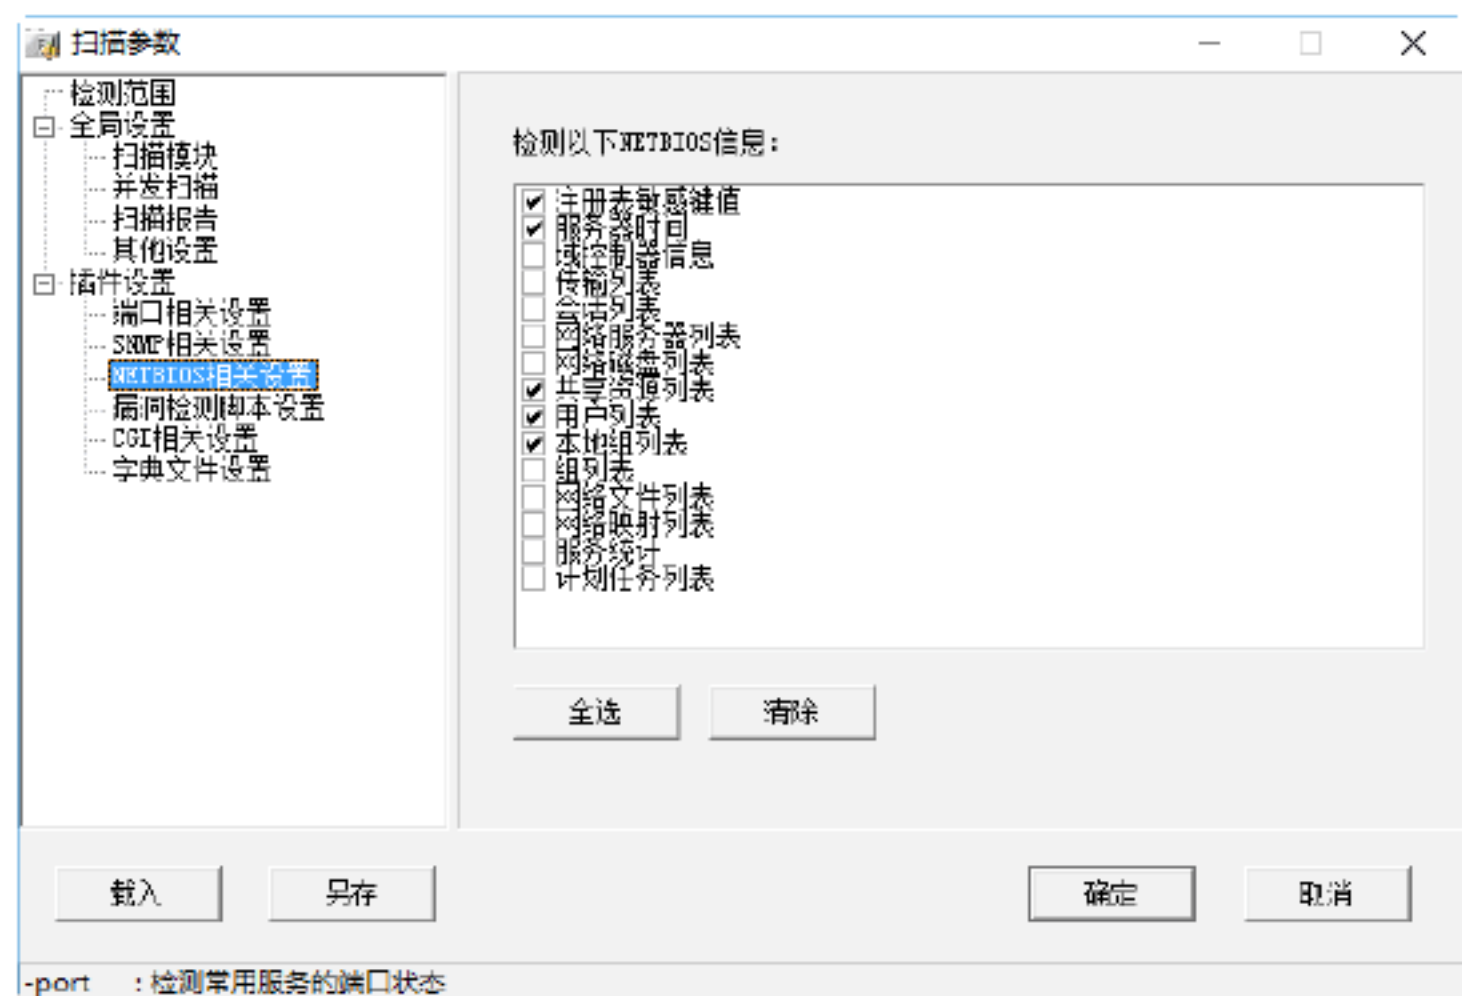 扫描参数
检测范围
全局设置
扫描模块
并发扫描
扫描报告
其他设置
插件设置
端口相关设置
SNMP相关设置
NETBIOS相关设置
漏洞检测脚本设置
CGI相关设置
字典文件设置
检测以下NETBIOS信息:
注册表敏感键值
服务器时间
域控制器信息
传输列表
会话列表
网络服务器列表
网络磁盘列表
共享资源列表
用户列表
本地组列表
组列表
网络文件列表
网络映射列表
服务统计
计划任务列表
全选 清除
载入 另存 确定 取消
-port :检测常用服务的端口状态